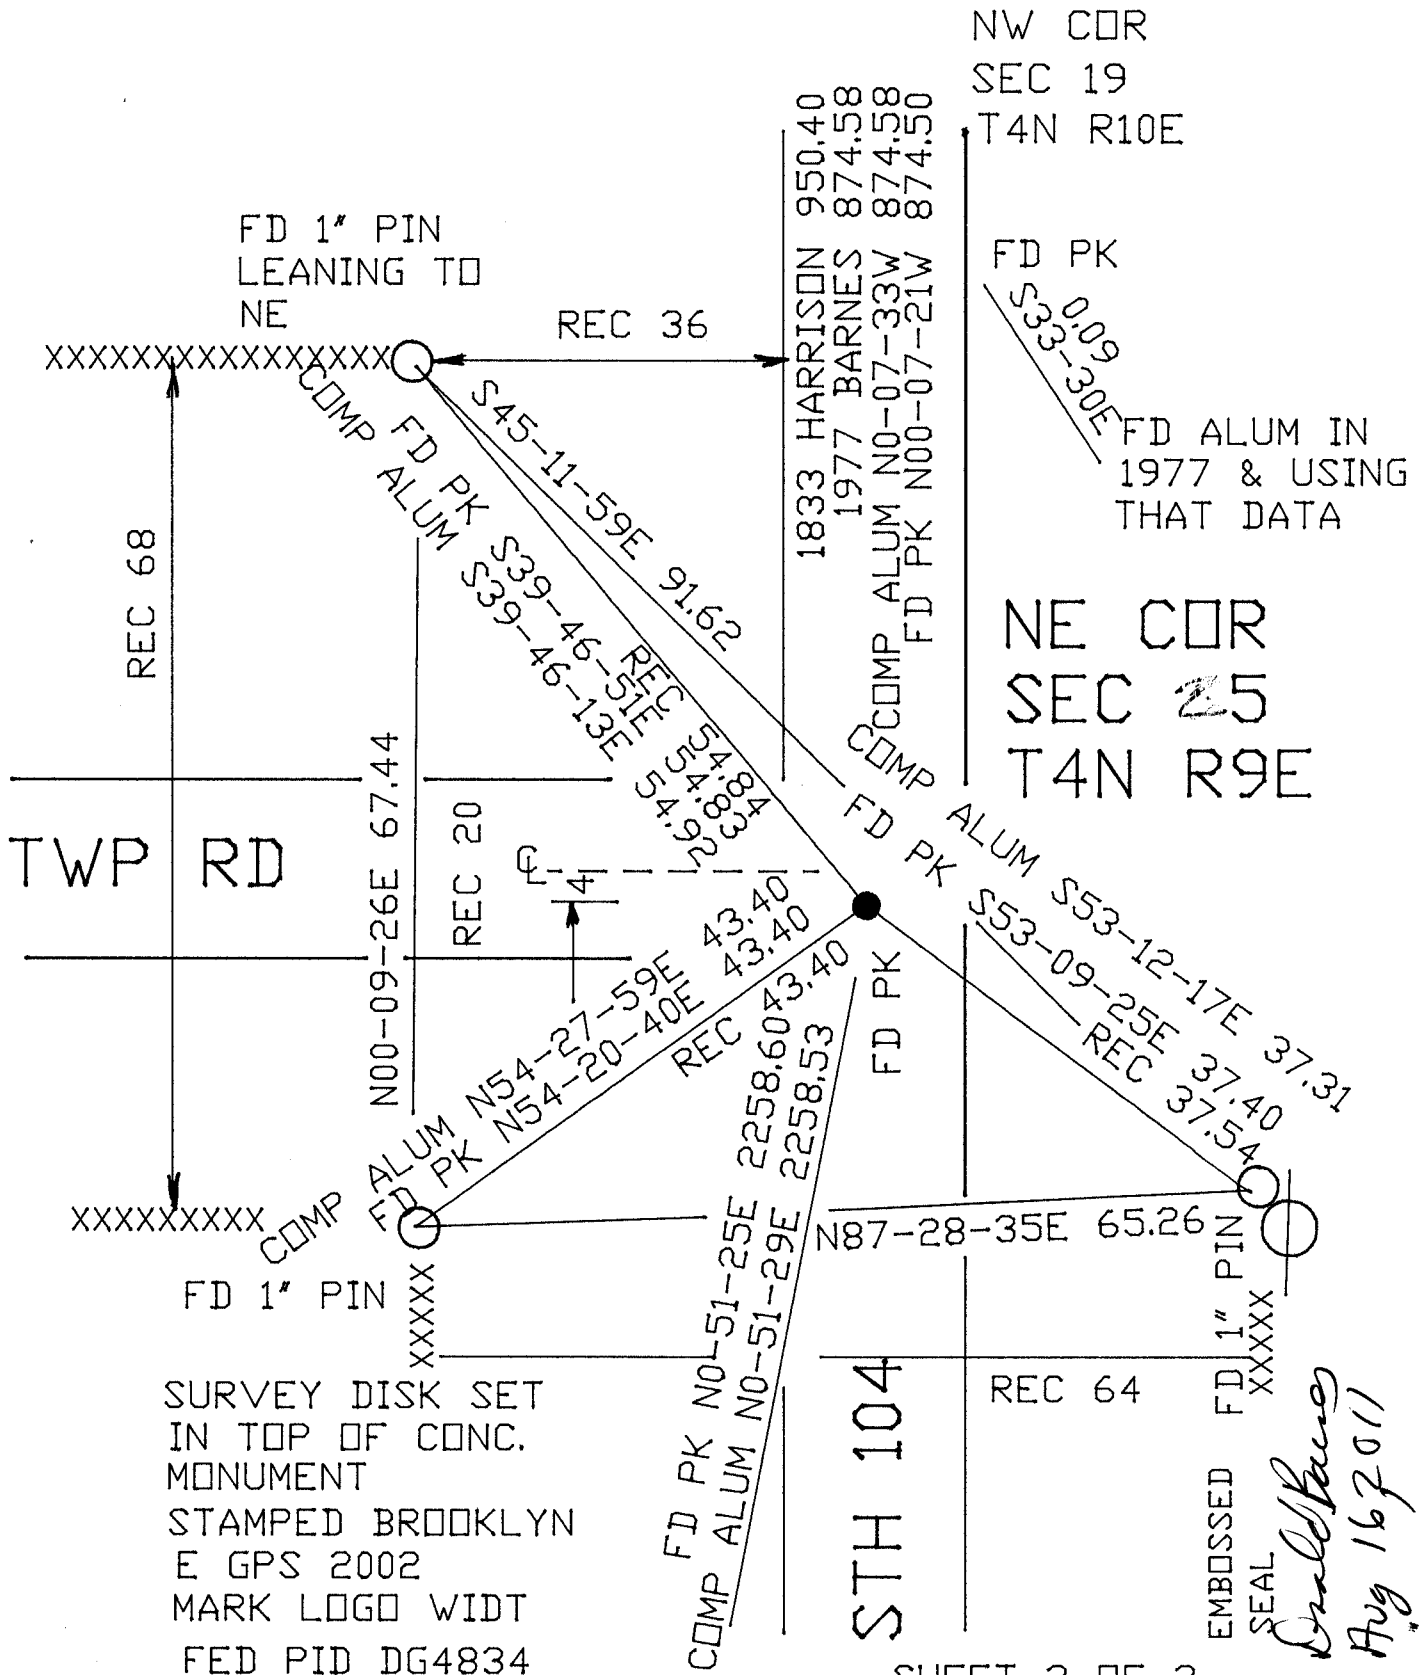 NW COR
SEC 19
T4N R10E
1833 HARRISON 950.40
1977 BARNES 874.58
COMP ALUM N0-07-33W 874.58
FD PK N00-07-21W 874.50
FD 1" PIN
LEANING TO
NE
REC 36
FD PK
0.09
S33-30E
FD ALUM IN
1977 & USING
THAT DATA
XXXXXXXXXXXXXXXX
S45-11-59E 91.62
REC 54.84
FD PK S39-46-51E 54.83
COMP ALUM S39-46-13E 54.92
REC 68
NE COR
SEC 25
T4N R9E
N00-09-26E 67.44
REC 20
TWP RD
CL
4
COMP ALUM S53-12-17E 37.31
FD PK S53-09-25E 37.40
REC 37.54
COMP ALUM N54-27-59E 43.40
FD PK N54-20-40E 43.40
REC 43.40
FD PK
XXXXXXXXX
FD 1" PIN
XXXXX
N87-28-35E 65.26
FD 1" PIN
XXXXX
FD PK N0-51-25E 2258.60
COMP ALUM N0-51-29E 2258.53
REC 64
STH 104
SURVEY DISK SET
IN TOP OF CONC.
MONUMENT
STAMPED BROOKLYN
E GPS 2002
MARK LOGO WIDT
FED PID DG4834
EMBOSSED
SEAL
Donald Barnes
Aug 16 2011